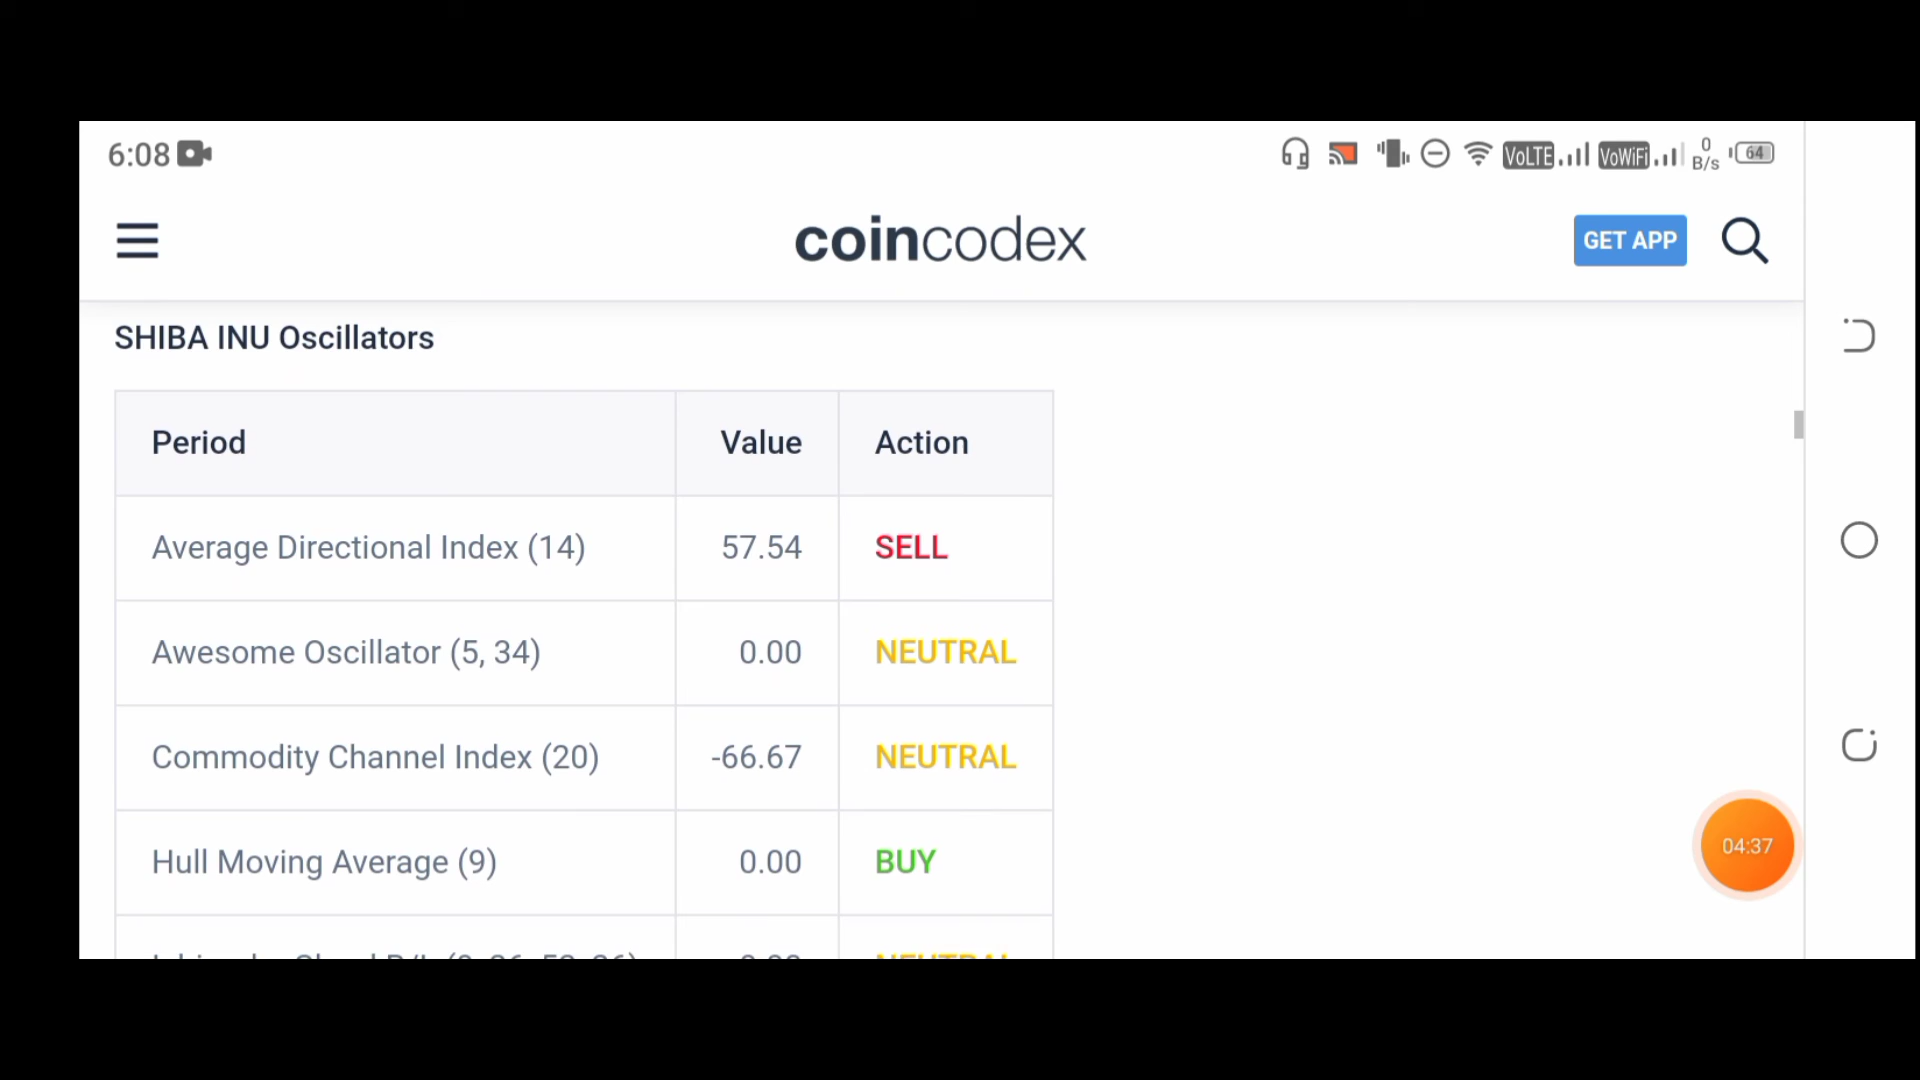 6:08 VoLTE VoWiFi 0 B/s 64
coincodex GET APP
SHIBA INU Oscillators
Period Value Action
Average Directional Index (14) 57.54 SELL
Awesome Oscillator (5, 34) 0.00 NEUTRAL
Commodity Channel Index (20) -66.67 NEUTRAL
04:37
Hull Moving Average (9) 0.00 BUY